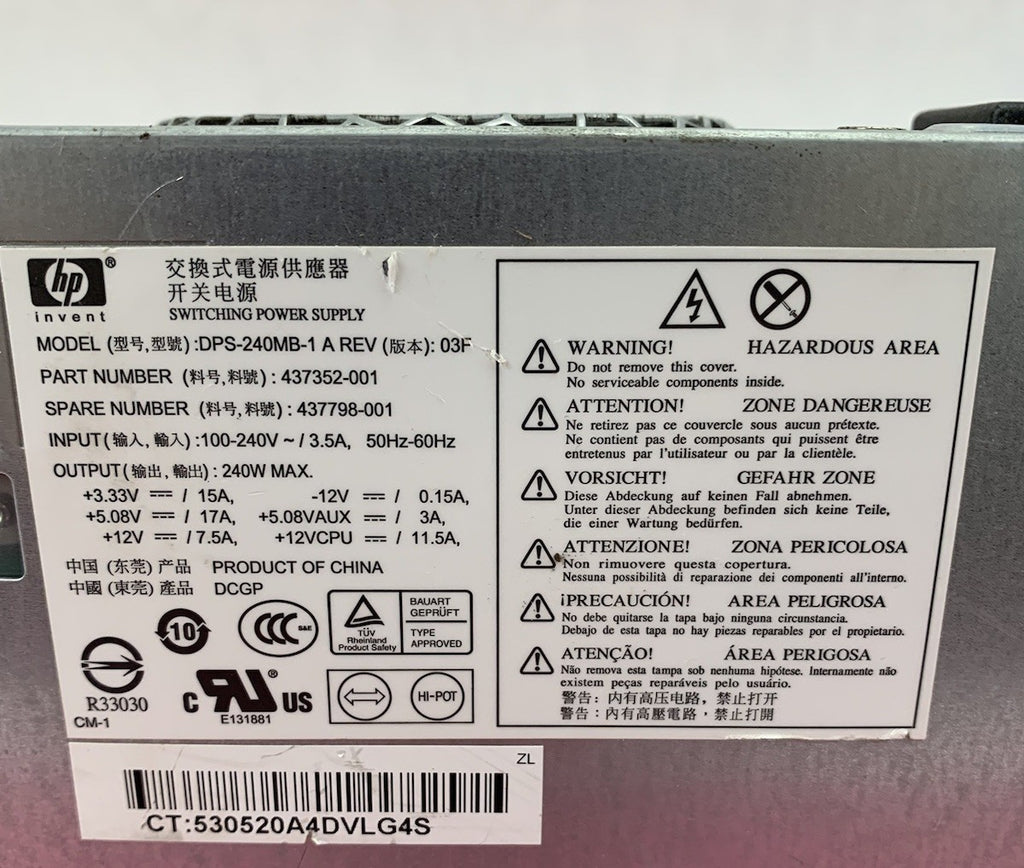 hp®
invent
交換式電源供應器
开关电源
SWITCHING POWER SUPPLY
MODEL (型号,型號) :DPS-240MB-1 A REV (版本): 03F
PART NUMBER (料号,料號) : 437352-001
SPARE NUMBER (料号,料號) : 437798-001
INPUT(输入, 輸入) :100-240V ~ / 3.5A, 50Hz-60Hz
OUTPUT(输出, 輸出) : 240W MAX.
+3.33V ⎓ / 15A, -12V ⎓ / 0.15A,
+5.08V ⎓ / 17A, +5.08VAUX ⎓ / 3A,
+12V ⎓ / 7.5A, +12VCPU ⎓ / 11.5A,
中国 (东莞) 产品 PRODUCT OF CHINA
中國 (東莞) 產品 DCGP
10
CCC S&E
TÜV
Rheinland
Product Safety
BAUART
GEPRÜFT
TYPE
APPROVED
R33030
CM-1
C RU® US
E131881
HI-POT
WARNING! HAZARDOUS AREA
Do not remove this cover.
No serviceable components inside.
ATTENTION! ZONE DANGEREUSE
Ne retirez pas ce couvercle sous aucun prétexte.
Ne contient pas de composants qui puissent être
entretenus par l'utilisateur ou par la clientèle.
VORSICHT! GEFAHR ZONE
Diese Abdeckung auf keinen Fall abnehmen.
Unter dieser Abdeckung befinden sich keine Teile,
die einer Wartung bedürfen.
ATTENZIONE! ZONA PERICOLOSA
Non rimuovere questa copertura.
Nessuna possibilità di reparazione dei componenti all'interno.
¡PRECAUCIÓN! AREA PELIGROSA
No debe quitarse la tapa bajo ninguna circunstancia.
Debajo de esta tapa no hay piezas reparables por el propietario.
ATENÇÃO! ÁREA PERIGOSA
Não remova esta tampa sob nenhuma hipótese. Internamente não
existem peças reparáveis pelo usuário.
警告: 内有高压电路, 禁止打开
警告: 內有高壓電路, 禁止打開
ZL
CT:530520A4DVLG4S